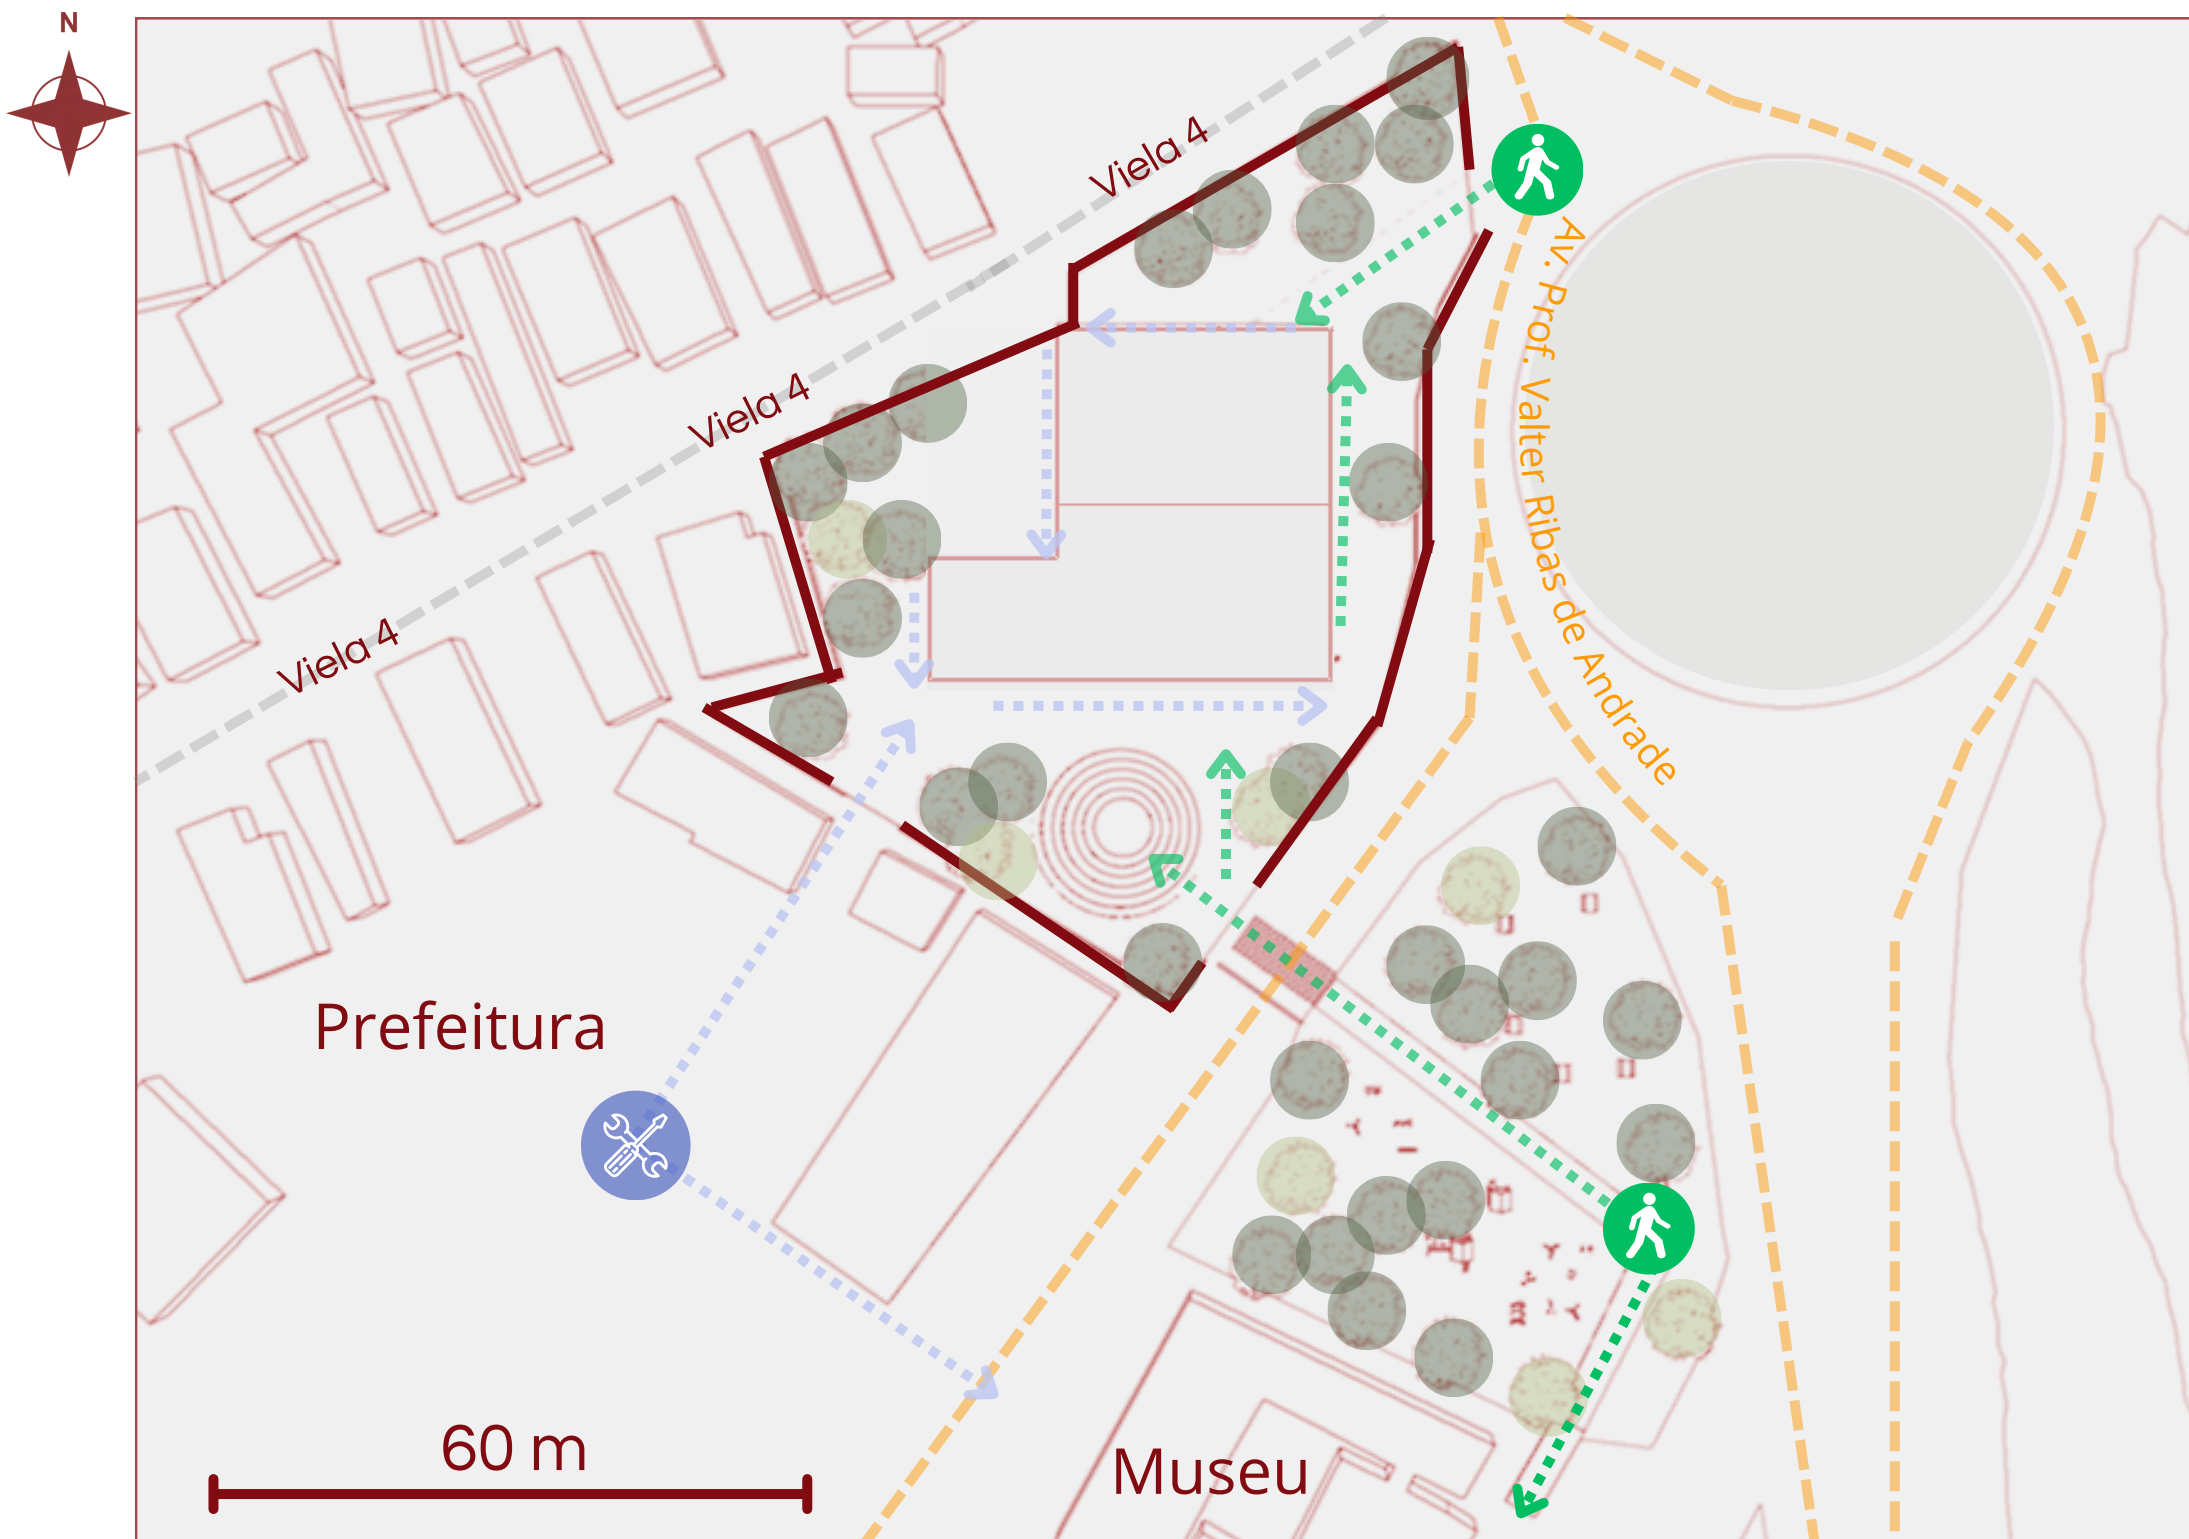 N
Viela 4
Viela 4
Viela 4
Av. Prof. Valter Ribas de Andrade
Prefeitura
60 m
Museu